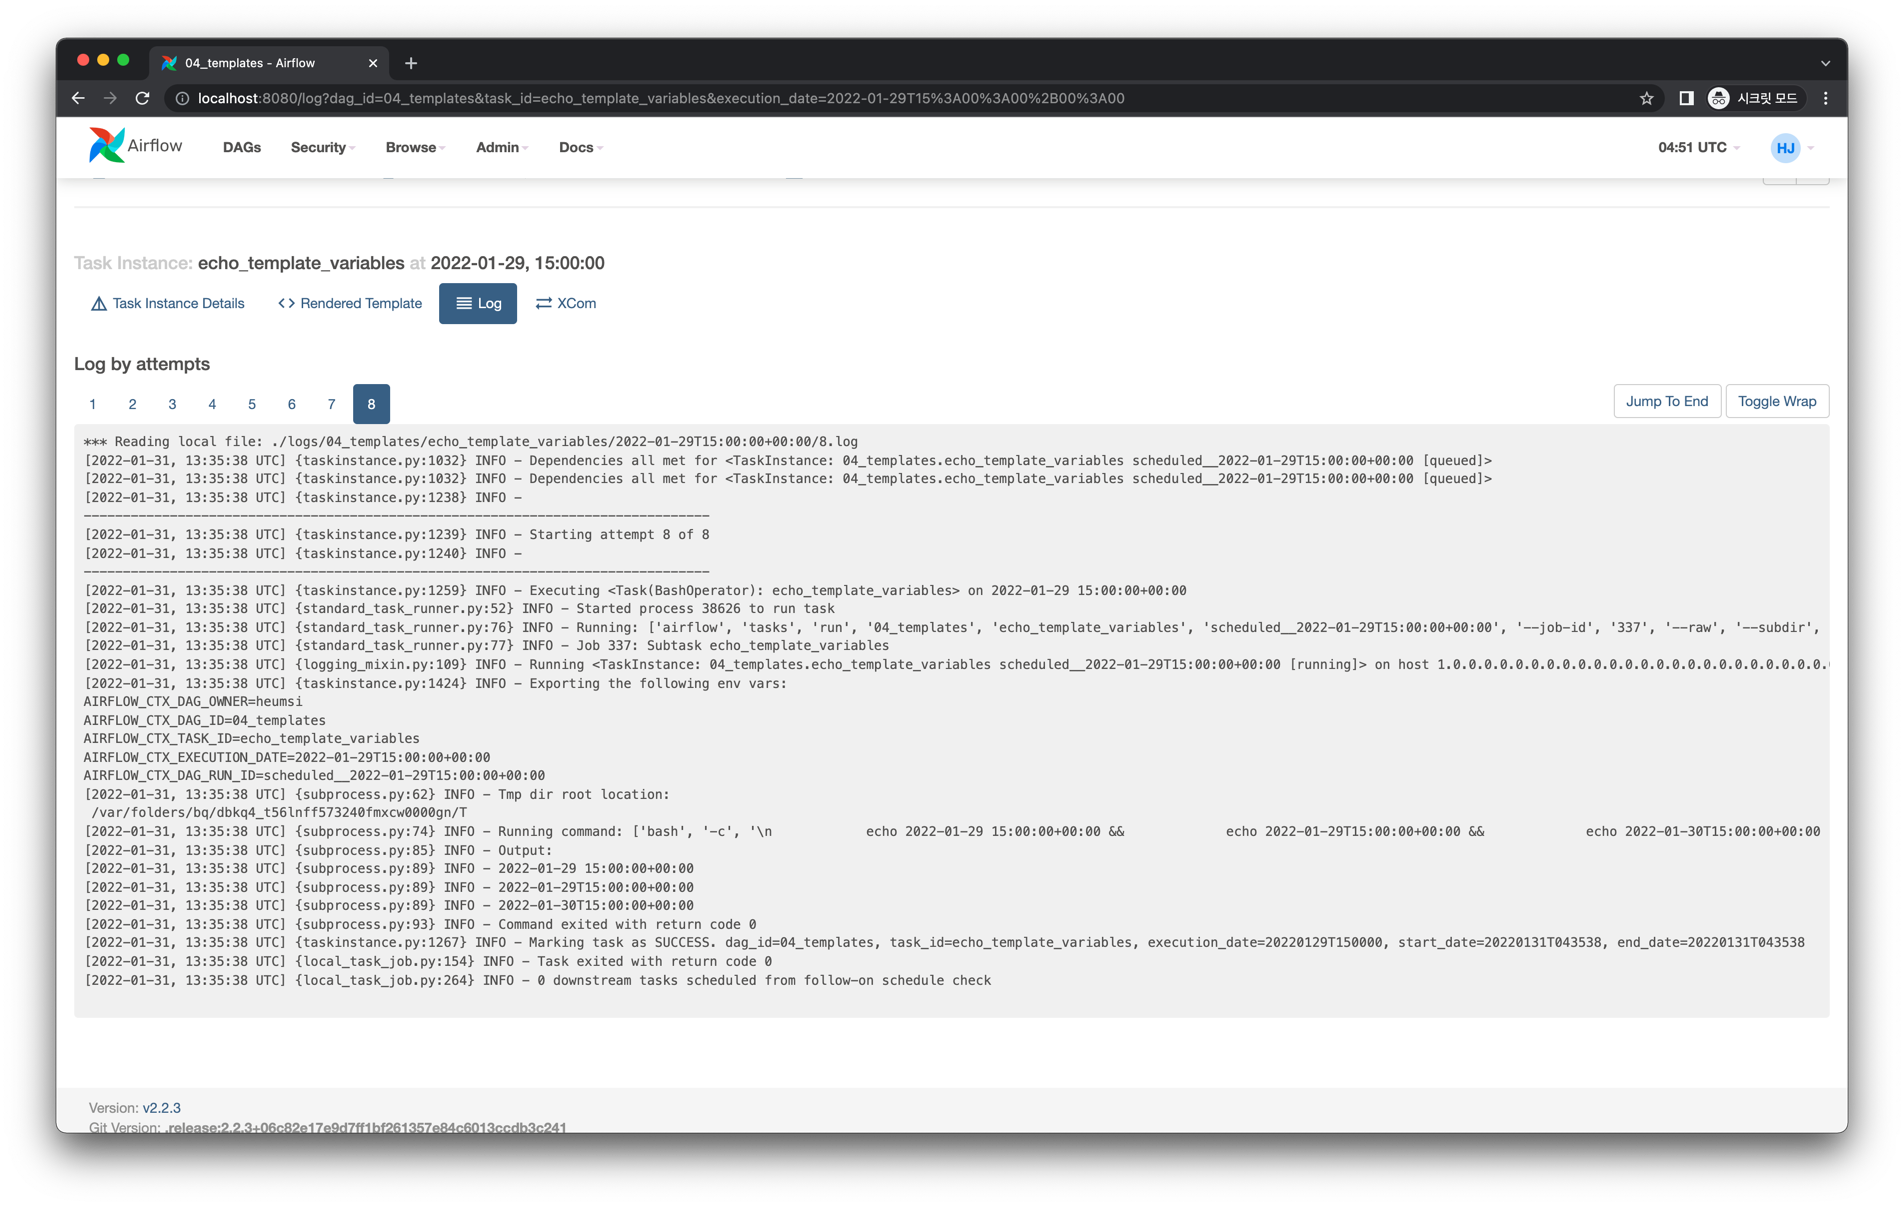 04_templates - Airflow
localhost:8080/log?dag_id=04_templates&task_id=echo_template_variables&execution_date=2022-01-29T15%3A00%3A00%2B00%3A00
시크릿 모드
Airflow DAGs Security Browse Admin Docs 04:51 UTC HJ
Task Instance: echo_template_variables at 2022-01-29, 15:00:00
Task Instance Details <> Rendered Template Log XCom
Log by attempts
1 2 3 4 5 6 7 8 Jump To End Toggle Wrap
*** Reading local file: ./logs/04_templates/echo_template_variables/2022-01-29T15:00:00+00:00/8.log
[2022-01-31, 13:35:38 UTC] {taskinstance.py:1032} INFO - Dependencies all met for <TaskInstance: 04_templates.echo_template_variables scheduled__2022-01-29T15:00:00+00:00 [queued]>
[2022-01-31, 13:35:38 UTC] {taskinstance.py:1032} INFO - Dependencies all met for <TaskInstance: 04_templates.echo_template_variables scheduled__2022-01-29T15:00:00+00:00 [queued]>
[2022-01-31, 13:35:38 UTC] {taskinstance.py:1238} INFO -
--------------------------------------------------------------------------------
[2022-01-31, 13:35:38 UTC] {taskinstance.py:1239} INFO - Starting attempt 8 of 8
[2022-01-31, 13:35:38 UTC] {taskinstance.py:1240} INFO -
--------------------------------------------------------------------------------
[2022-01-31, 13:35:38 UTC] {taskinstance.py:1259} INFO - Executing <Task(BashOperator): echo_template_variables> on 2022-01-29 15:00:00+00:00
[2022-01-31, 13:35:38 UTC] {standard_task_runner.py:52} INFO - Started process 38626 to run task
[2022-01-31, 13:35:38 UTC] {standard_task_runner.py:76} INFO - Running: ['airflow', 'tasks', 'run', '04_templates', 'echo_template_variables', 'scheduled__2022-01-29T15:00:00+00:00', '--job-id', '337', '--raw', '--subdir',
[2022-01-31, 13:35:38 UTC] {standard_task_runner.py:77} INFO - Job 337: Subtask echo_template_variables
[2022-01-31, 13:35:38 UTC] {logging_mixin.py:109} INFO - Running <TaskInstance: 04_templates.echo_template_variables scheduled__2022-01-29T15:00:00+00:00 [running]> on host 1.0.0.0.0.0.0.0.0.0.0.0.0.0.0.0.0.0.0.0.0.0.0.0.0.
[2022-01-31, 13:35:38 UTC] {taskinstance.py:1424} INFO - Exporting the following env vars:
AIRFLOW_CTX_DAG_OWNER=heumsi
AIRFLOW_CTX_DAG_ID=04_templates
AIRFLOW_CTX_TASK_ID=echo_template_variables
AIRFLOW_CTX_EXECUTION_DATE=2022-01-29T15:00:00+00:00
AIRFLOW_CTX_DAG_RUN_ID=scheduled__2022-01-29T15:00:00+00:00
[2022-01-31, 13:35:38 UTC] {subprocess.py:62} INFO - Tmp dir root location:
/var/folders/bq/dbkq4_t56lnff573240fmxcw0000gn/T
[2022-01-31, 13:35:38 UTC] {subprocess.py:74} INFO - Running command: ['bash', '-c', '\n echo 2022-01-29 15:00:00+00:00 && echo 2022-01-29T15:00:00+00:00 && echo 2022-01-30T15:00:00+00:00
[2022-01-31, 13:35:38 UTC] {subprocess.py:85} INFO - Output:
[2022-01-31, 13:35:38 UTC] {subprocess.py:89} INFO - 2022-01-29 15:00:00+00:00
[2022-01-31, 13:35:38 UTC] {subprocess.py:89} INFO - 2022-01-29T15:00:00+00:00
[2022-01-31, 13:35:38 UTC] {subprocess.py:89} INFO - 2022-01-30T15:00:00+00:00
[2022-01-31, 13:35:38 UTC] {subprocess.py:93} INFO - Command exited with return code 0
[2022-01-31, 13:35:38 UTC] {taskinstance.py:1267} INFO - Marking task as SUCCESS. dag_id=04_templates, task_id=echo_template_variables, execution_date=20220129T150000, start_date=20220131T043538, end_date=20220131T043538
[2022-01-31, 13:35:38 UTC] {local_task_job.py:154} INFO - Task exited with return code 0
[2022-01-31, 13:35:38 UTC] {local_task_job.py:264} INFO - 0 downstream tasks scheduled from follow-on schedule check
Version: v2.2.3
Git Version: .release:2.2.3+06c82e17e9d7ff1bf261357e84c6013ccdb3c241